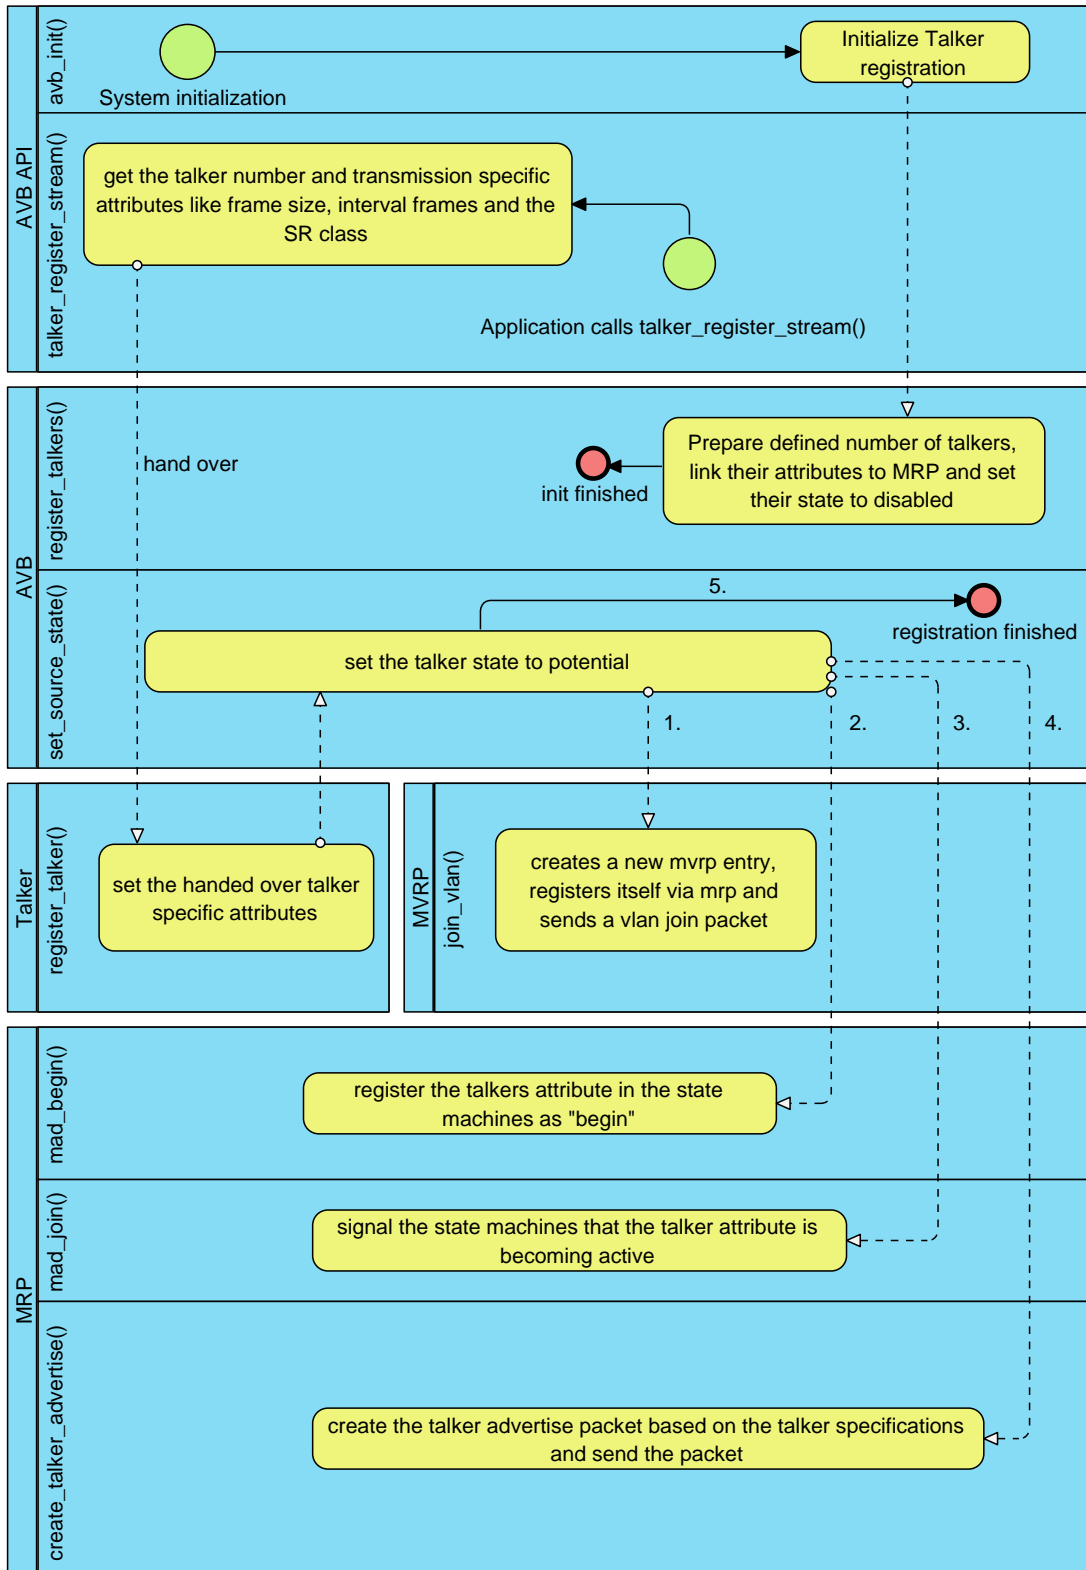 AVB API
avb_init()
System initialization
Initialize Talker
registration
talker_register_stream()
get the talker number and transmission specific
attributes like frame size, interval frames and the
SR class
Application calls talker_register_stream()
AVB
register_talkers()
hand over
init finished
Prepare defined number of talkers,
link their attributes to MRP and set
their state to disabled
set_source_state()
5.
registration finished
set the talker state to potential
1.
2.
3.
4.
Talker
register_talker()
set the handed over talker
specific attributes
MVRP
join_vlan()
creates a new mvrp entry,
registers itself via mrp and
sends a vlan join packet
MRP
mad_begin()
register the talkers attribute in the state
machines as "begin"
mad_join()
signal the state machines that the talker attribute is
becoming active
create_talker_advertise()
create the talker advertise packet based on the talker specifications
and send the packet